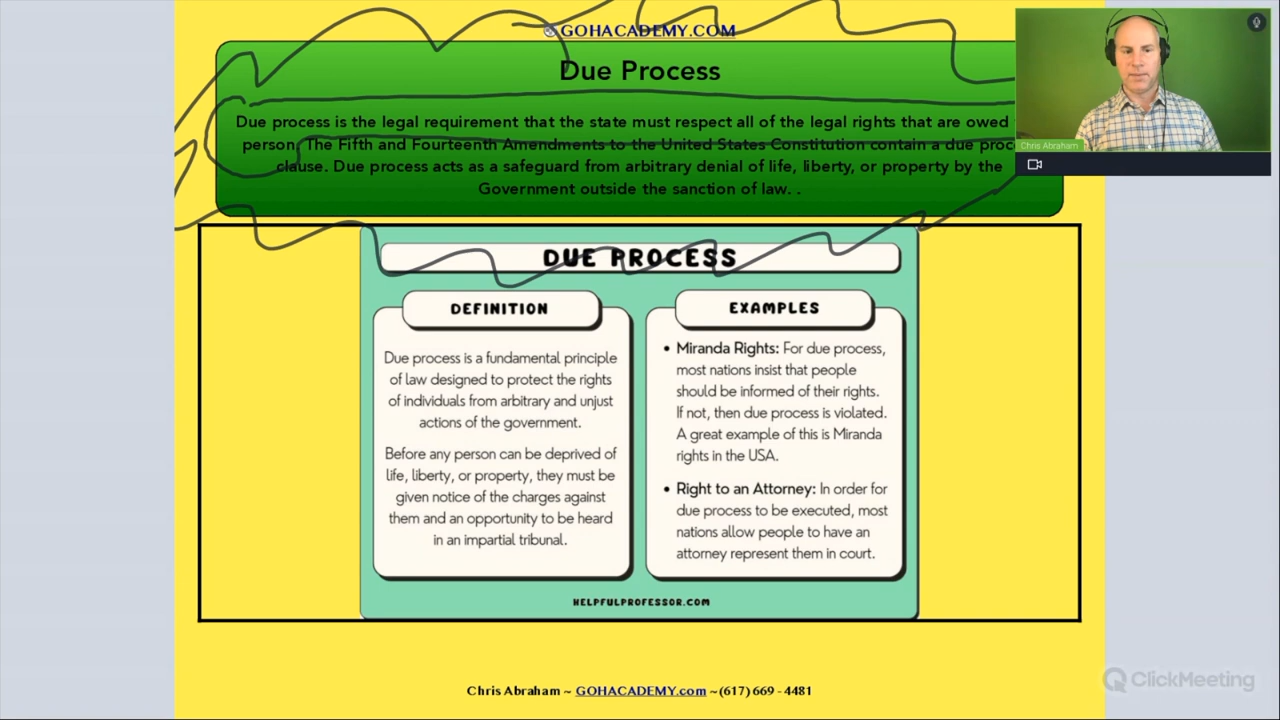 GOHACADEMY.COM
Due Process
Due process is the legal requirement that the state must respect all of the legal rights that are owed
person. The Fifth and Fourteenth Amendments to the United States Constitution contain a due proc
clause. Due process acts as a safeguard from arbitrary denial of life, liberty, or property by the
Government outside the sanction of law. .
Chris Abraham
DUE PROCESS
DEFINITION
Due process is a fundamental principle
of law designed to protect the rights
of individuals from arbitrary and unjust
actions of the government.
Before any person can be deprived of
life, liberty, or property, they must be
given notice of the charges against
them and an opportunity to be heard
in an impartial tribunal.
EXAMPLES
• Miranda Rights: For due process,
most nations insist that people
should be informed of their rights.
If not, then due process is violated.
A great example of this is Miranda
rights in the USA.
• Right to an Attorney: In order for
due process to be executed, most
nations allow people to have an
attorney represent them in court.
HELPFULPROFESSOR.COM
Chris Abraham ~ GOHACADEMY.com ~(617) 669 - 4481
ClickMeeting